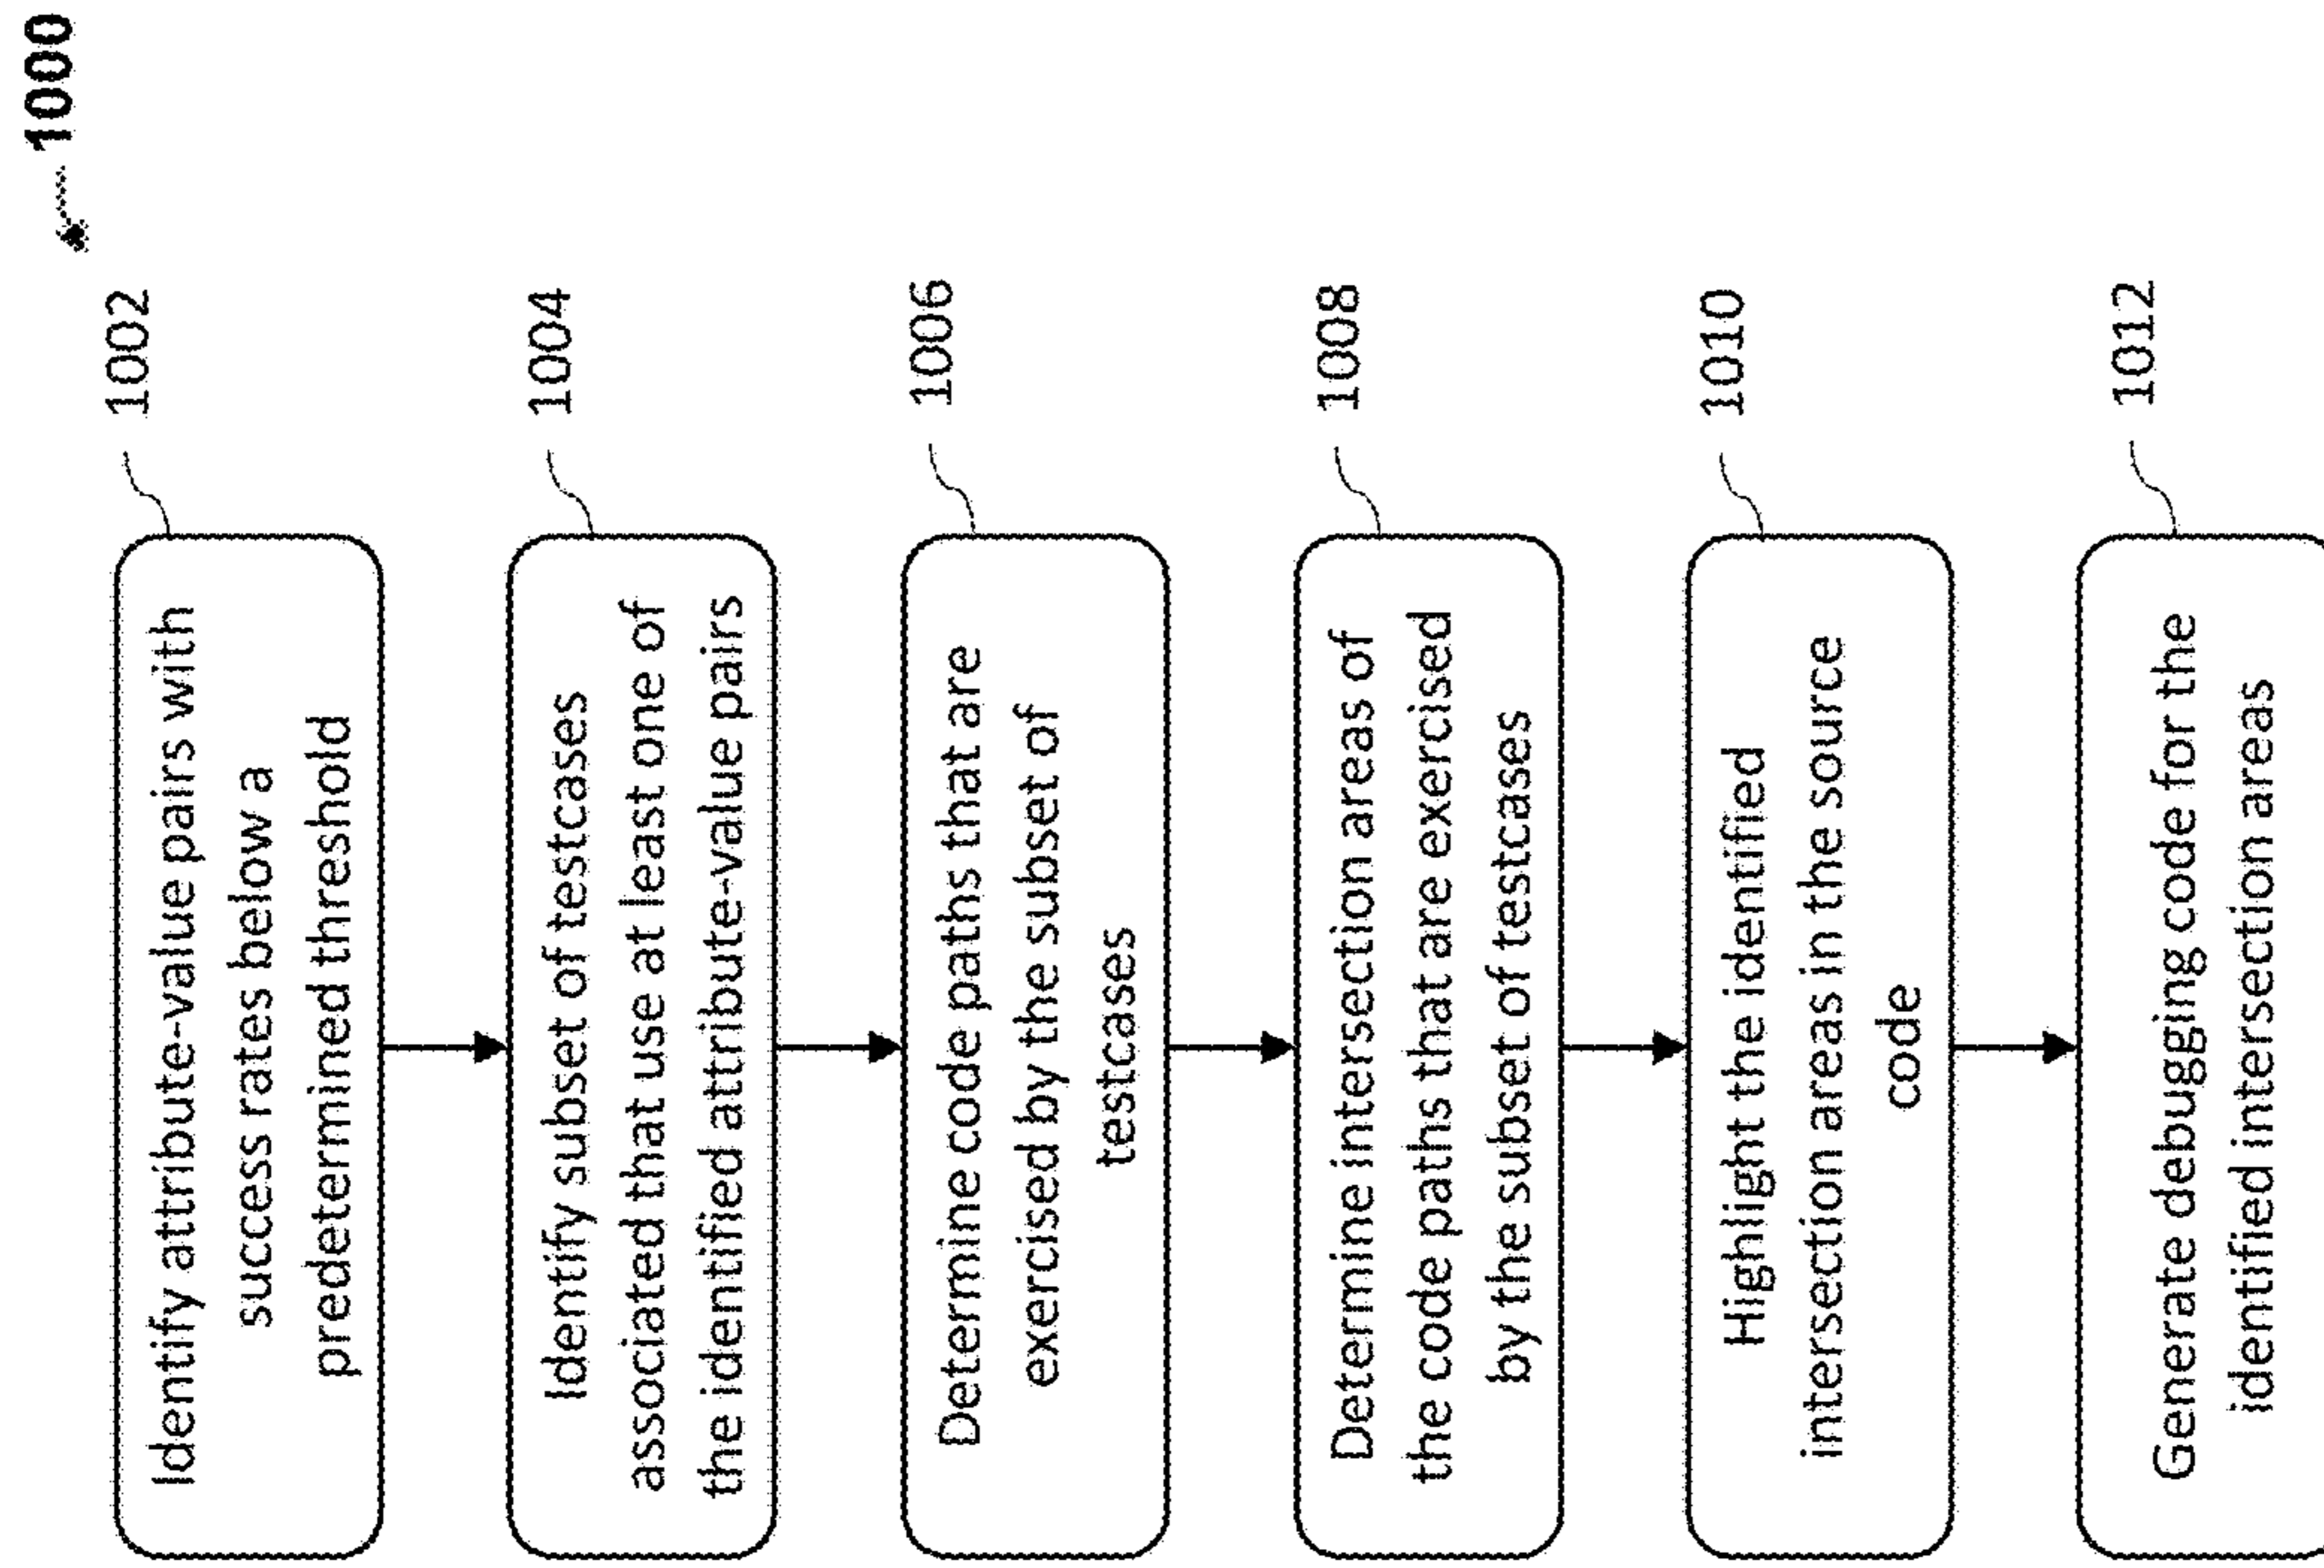 1000
1002
Identify attribute-value pairs with
success rates below a
predetermined threshold
1004
Identify subset of testcases
associated that use at least one of
the identified attribute-value pairs
1006
Determine code paths that are
exercised by the subset of
testcases
1008
Determine intersection areas of
the code paths that are exercised
by the subset of testcases
1010
Highlight the identified
intersection areas in the source
code
1012
Generate debugging code for the
identified intersection areas